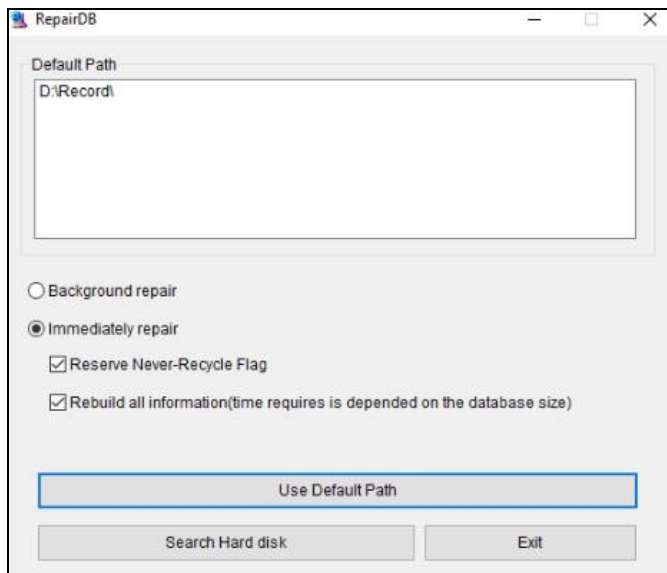 RepairDB
Default Path
D:\Record\
Background repair
Immediately repair
Reserve Never-Recycle Flag
Rebuild all information(time requires is depended on the database size)
Use Default Path
Search Hard disk Exit